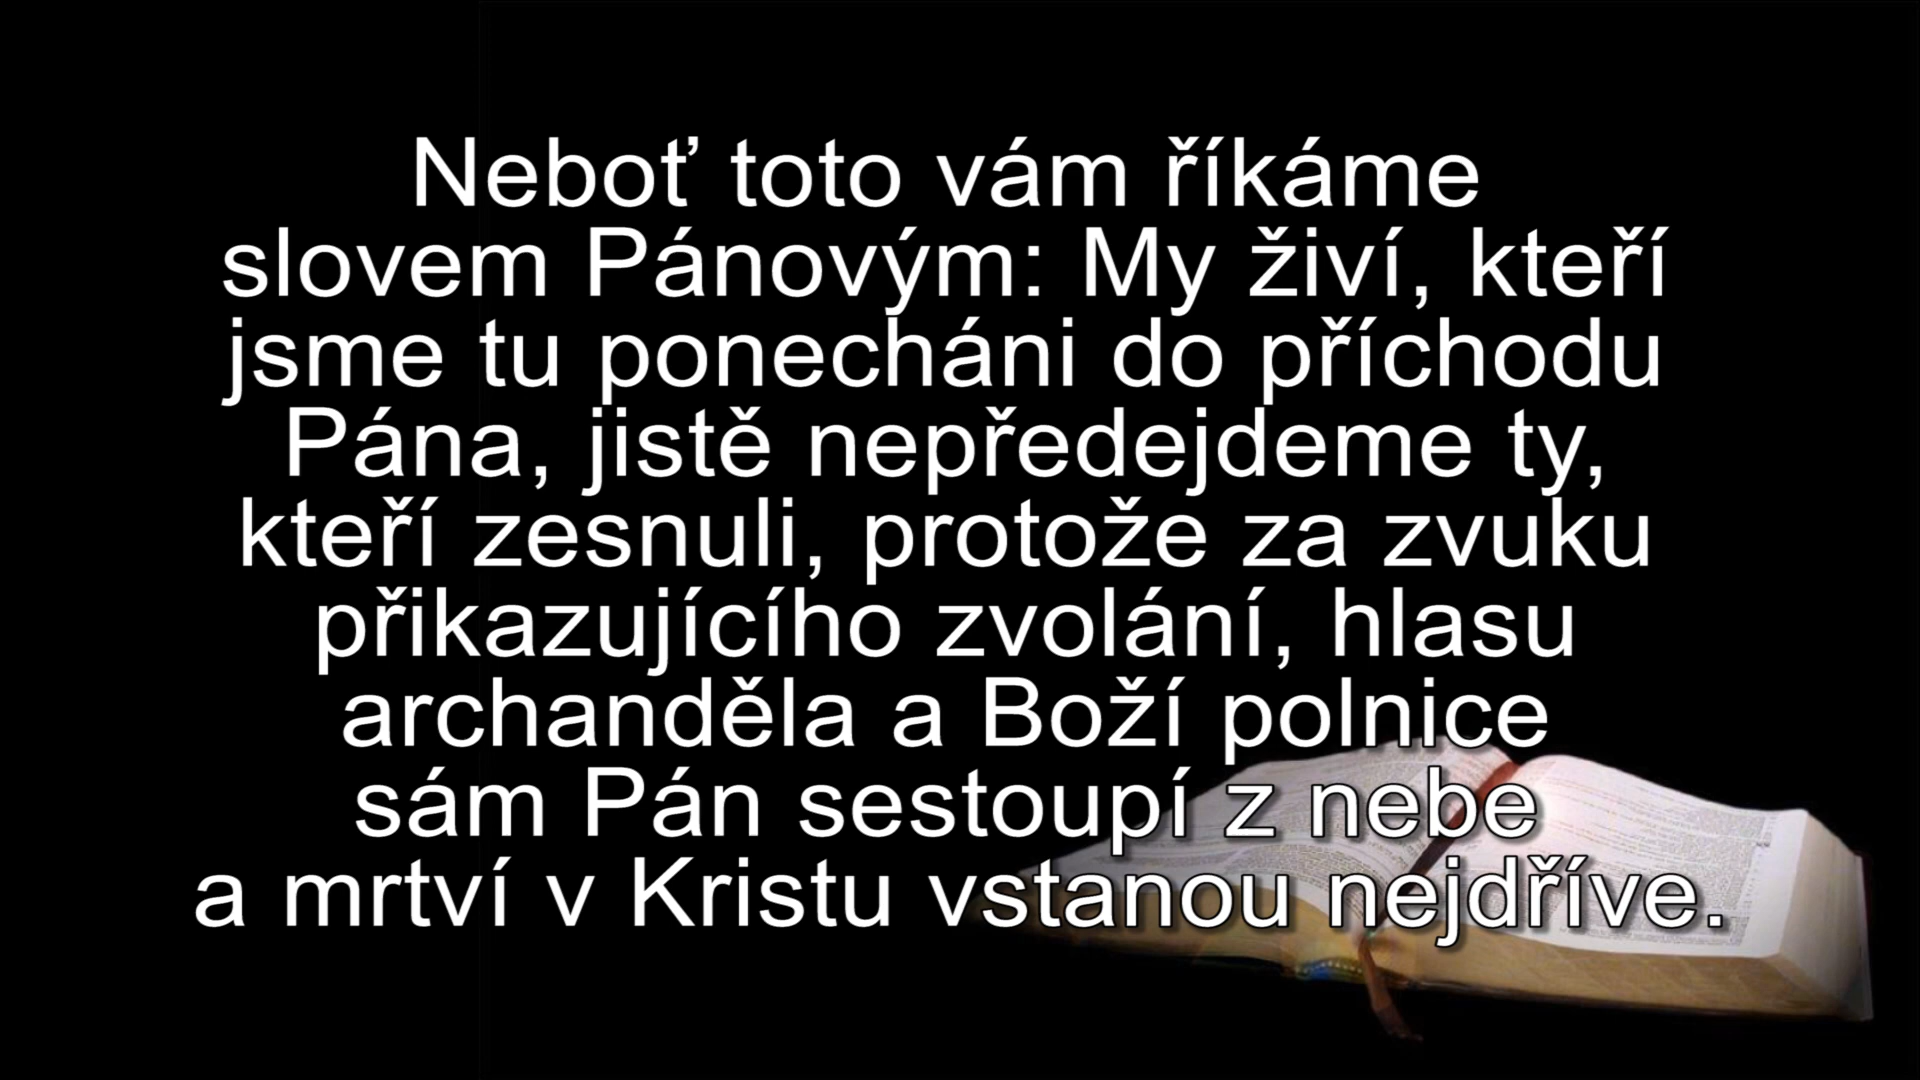 Neboť toto vám říkáme
slovem Pánovým: My živí, kteří
jsme tu ponecháni do příchodu
Pána, jistě nepředejdeme ty,
kteří zesnuli, protože za zvuku
přikazujícího zvolání, hlasu
archanděla a Boží polnice
sám Pán sestoupí z nebe
a mrtví v Kristu vstanou nejdříve.